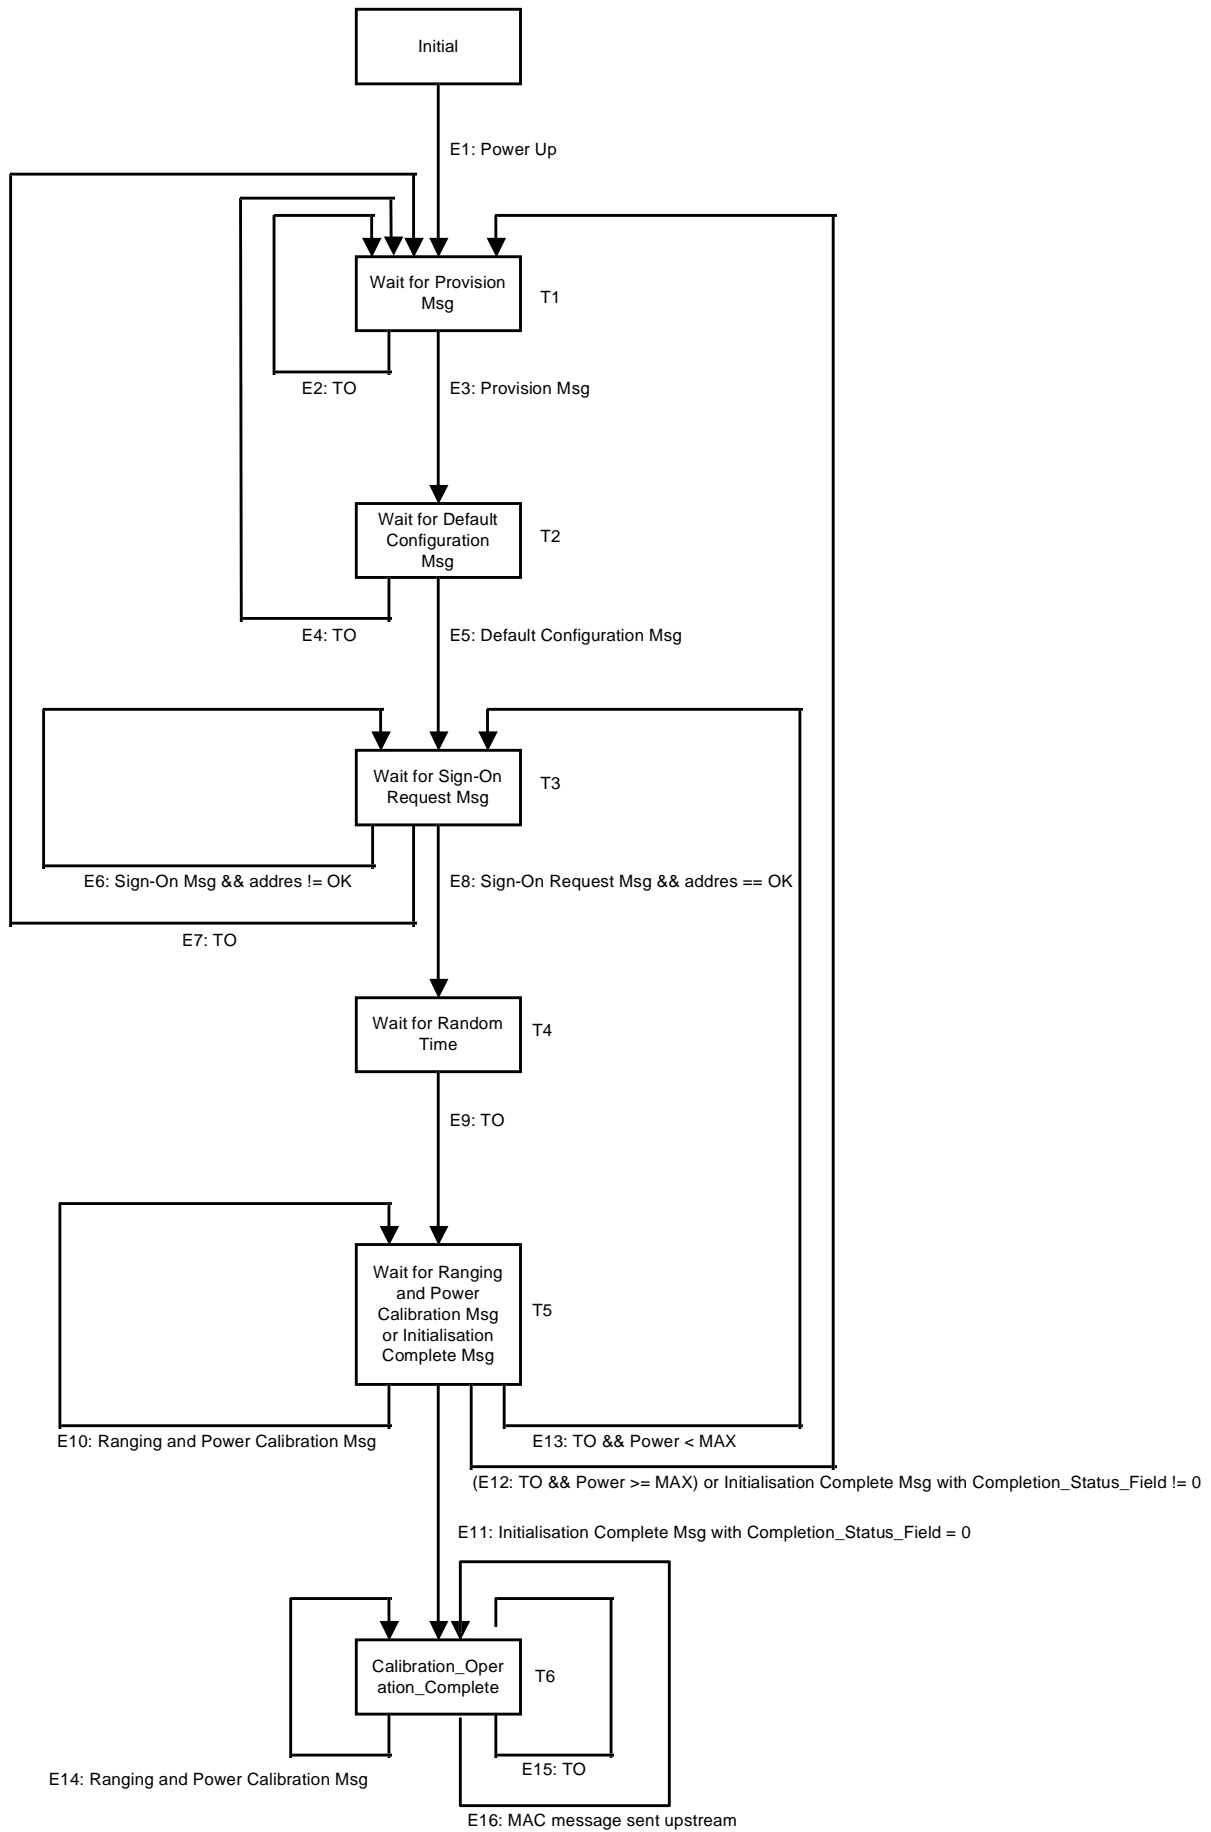 Initial
E1: Power Up
Wait for Provision
Msg
T1
E2: TO
E3: Provision Msg
Wait for Default
Configuration
Msg
T2
E4: TO
E5: Default Configuration Msg
Wait for Sign-On
Request Msg
T3
E6: Sign-On Msg && addres != OK
E8: Sign-On Request Msg && addres == OK
E7: TO
Wait for Random
Time
T4
E9: TO
Wait for Ranging
and Power
Calibration Msg
or Initialisation
Complete Msg
T5
E10: Ranging and Power Calibration Msg
E13: TO && Power < MAX
(E12: TO && Power >= MAX) or Initialisation Complete Msg with Completion_Status_Field != 0
E11: Initialisation Complete Msg with Completion_Status_Field = 0
Calibration_Oper
ation_Complete
T6
E15: TO
E14: Ranging and Power Calibration Msg
E16: MAC message sent upstream